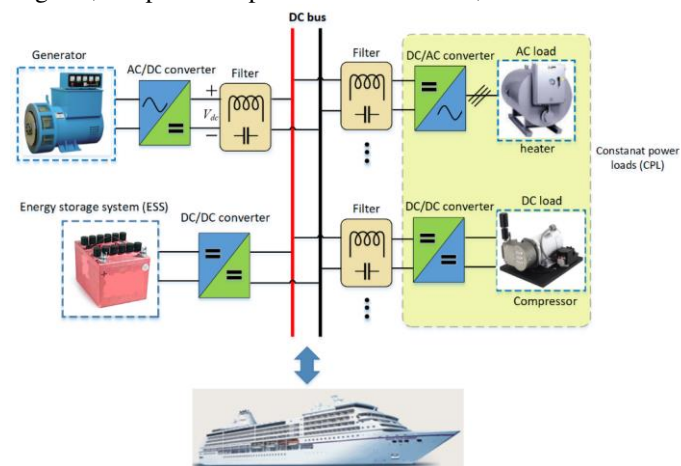 DC bus
Generator
AC/DC converter
Filter
+
V_dc
−
Filter
DC/AC converter
AC load
heater
Constanat power
loads (CPL)
Energy storage system (ESS)
DC/DC converter
Filter
DC/DC converter
DC load
Compressor